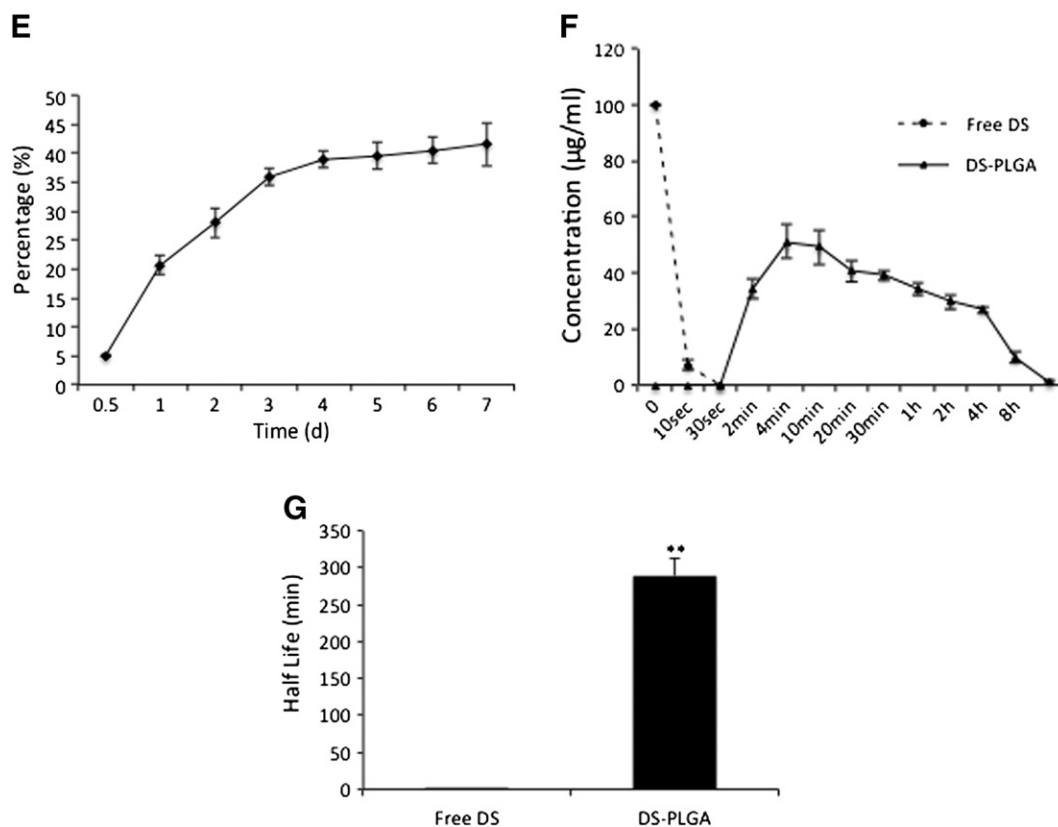 E
50
45
40
35
30
25
20
15
10
5
0
Percentage (%)
0.5 1 2 3 4 5 6 7
Time (d)
F
120
100
80
60
40
20
0
Concentration (µg/ml)
Free DS
DS-PLGA
0 10sec 30sec 2min 4min 10min 20min 30min 1h 2h 4h 8h
G
350
300
250
200
150
100
50
0
Half Life (min)
**
Free DS DS-PLGA